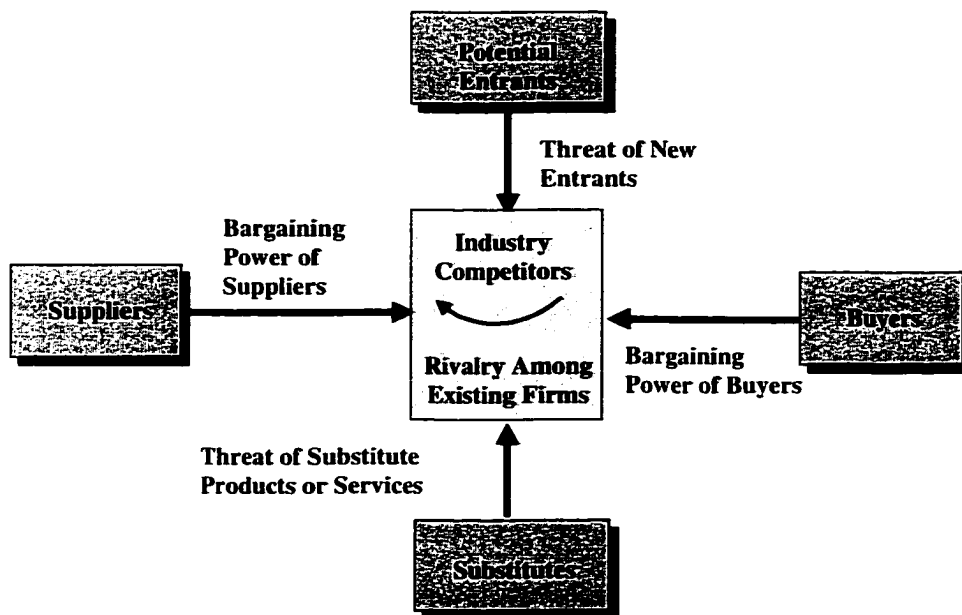 Potential
Entrants
Threat of New
Entrants
Bargaining
Power of
Suppliers
Industry
Competitors
Suppliers
Buyers
Rivalry Among
Existing Firms
Bargaining
Power of Buyers
Threat of Substitute
Products or Services
Substitutes